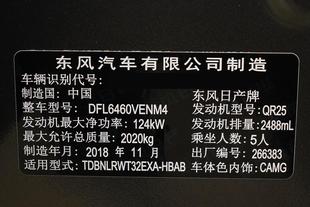 东风汽车有限公司制造
车辆识别代号:
制造国: 中国 东风日产牌
整车型号: DFL6460VENM4 发动机型号: QR25
发动机最大净功率: 124kW 发动机排量: 2488mL
最大允许总质量: 2020kg 乘坐人数: 5人
制造年月: 2018 年 11 月 出厂编号: 266383
适用型式: TDBNLRWT32EXA-HBAB 车体色内饰: CAMG